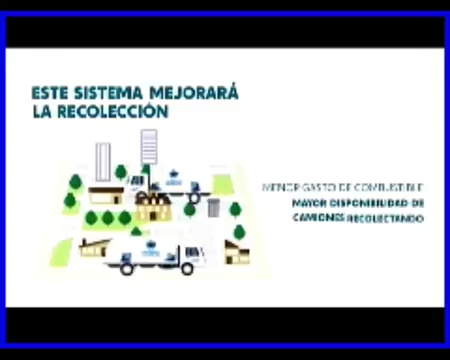 ESTE SISTEMA MEJORARÁ
LA RECOLECCIÓN
MENOR GASTO DE COMBUSTIBLE
MAYOR DISPONIBILIDAD DE
CAMIONES RECOLECTANDO